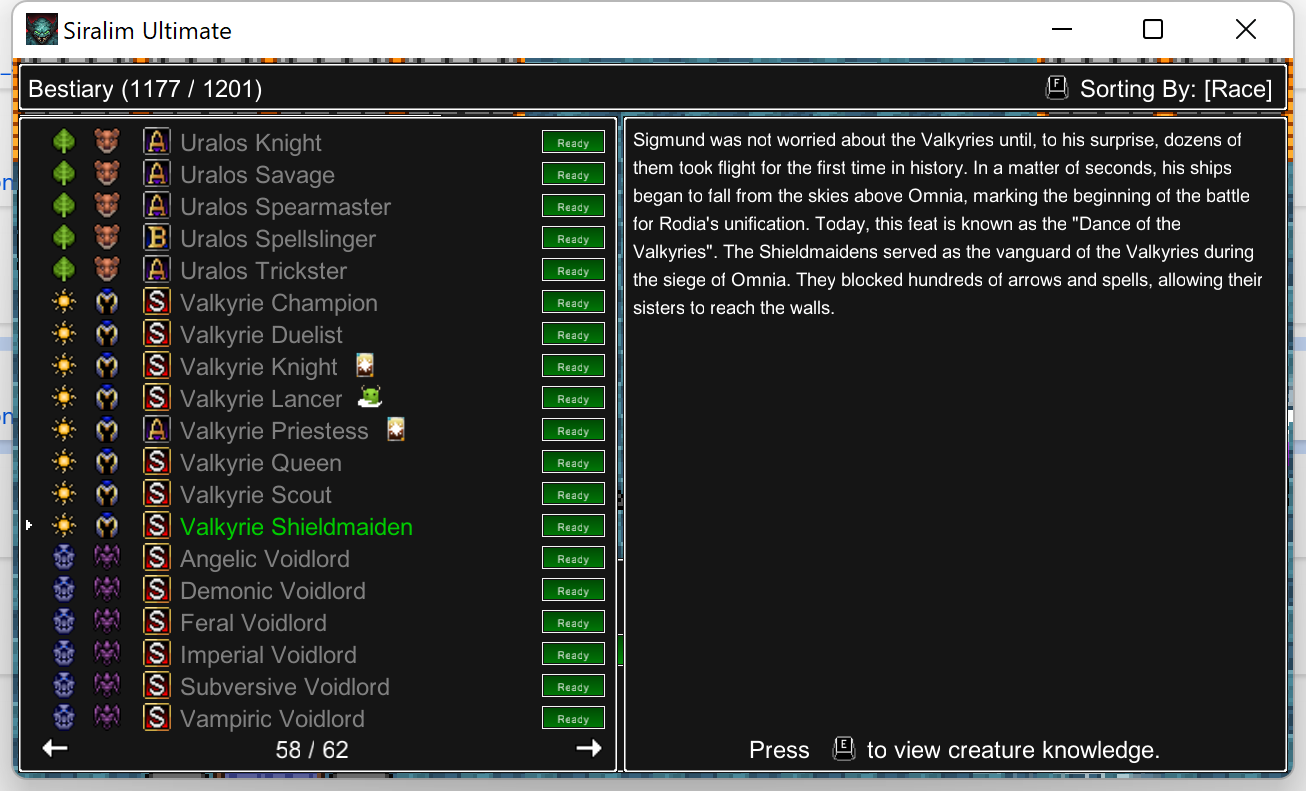 Siralim Ultimate
Bestiary (1177 / 1201)
F Sorting By: [Race]
A Uralos Knight Ready
A Uralos Savage Ready
A Uralos Spearmaster Ready
B Uralos Spellslinger Ready
A Uralos Trickster Ready
S Valkyrie Champion Ready
S Valkyrie Duelist Ready
S Valkyrie Knight Ready
S Valkyrie Lancer Ready
A Valkyrie Priestess Ready
S Valkyrie Queen Ready
S Valkyrie Scout Ready
S Valkyrie Shieldmaiden Ready
S Angelic Voidlord Ready
S Demonic Voidlord Ready
S Feral Voidlord Ready
S Imperial Voidlord Ready
S Subversive Voidlord Ready
S Vampiric Voidlord Ready
58 / 62
Sigmund was not worried about the Valkyries until, to his surprise, dozens of
them took flight for the first time in history. In a matter of seconds, his ships
began to fall from the skies above Omnia, marking the beginning of the battle
for Rodia's unification. Today, this feat is known as the "Dance of the
Valkyries". The Shieldmaidens served as the vanguard of the Valkyries during
the siege of Omnia. They blocked hundreds of arrows and spells, allowing their
sisters to reach the walls.
Press E to view creature knowledge.